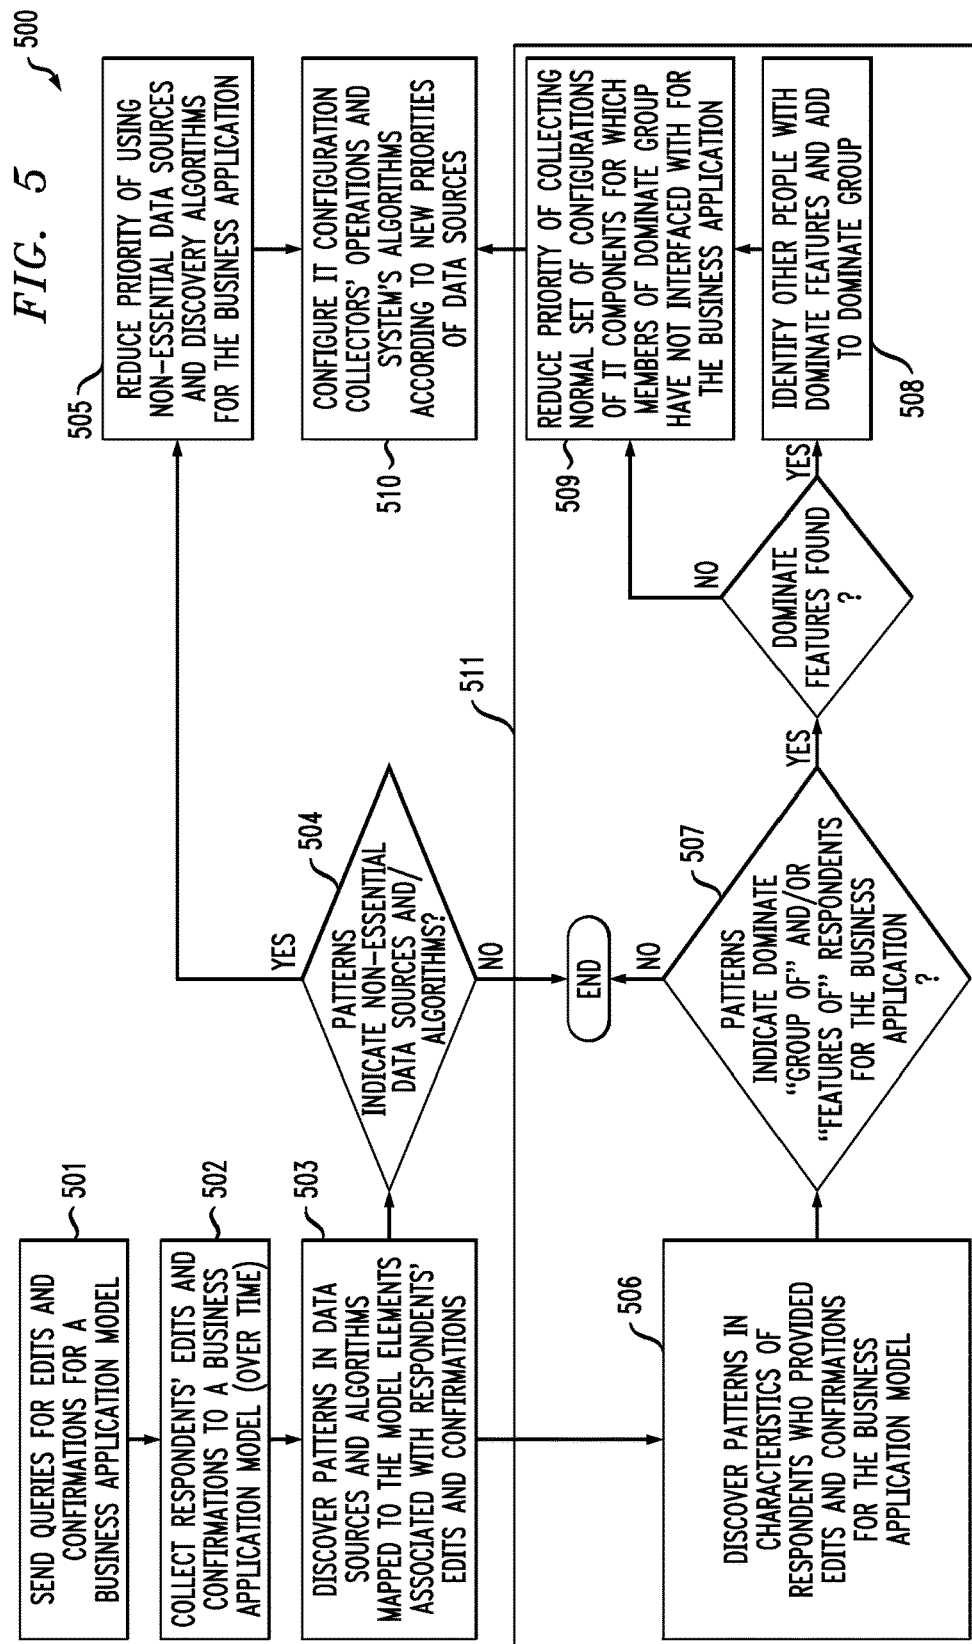 FIG. 5
500
501
SEND QUERIES FOR EDITS AND
CONFIRMATIONS FOR A
BUSINESS APPLICATION MODEL
502
COLLECT RESPONDENTS' EDITS AND
CONFIRMATIONS TO A BUSINESS
APPLICATION MODEL (OVER TIME)
503
DISCOVER PATTERNS IN DATA
SOURCES AND ALGORITHMS
MAPPED TO THE MODEL ELEMENTS
ASSOCIATED WITH RESPONDENTS'
EDITS AND CONFIRMATIONS
504
PATTERNS
INDICATE NON-ESSENTIAL
DATA SOURCES AND/
ALGORITHMS?
YES
NO
505
REDUCE PRIORITY OF USING
NON-ESSENTIAL DATA SOURCES
AND DISCOVERY ALGORITHMS
FOR THE BUSINESS APPLICATION
510
CONFIGURE IT CONFIGURATION
COLLECTORS' OPERATIONS AND
SYSTEM'S ALGORITHMS
ACCORDING TO NEW PRIORITIES
OF DATA SOURCES
511
END
506
DISCOVER PATTERNS IN
CHARACTERISTICS OF
RESPONDENTS WHO PROVIDED
EDITS AND CONFIRMATIONS
FOR THE BUSINESS
APPLICATION MODEL
507
PATTERNS
INDICATE DOMINATE
"GROUP OF" AND/OR
"FEATURES OF" RESPONDENTS
FOR THE BUSINESS
APPLICATION
?
NO
YES
DOMINATE
FEATURES FOUND
?
NO
YES
509
REDUCE PRIORITY OF COLLECTING
NORMAL SET OF CONFIGURATIONS
OF IT COMPONENTS FOR WHICH
MEMBERS OF DOMINATE GROUP
HAVE NOT INTERFACED WITH FOR
THE BUSINESS APPLICATION
508
IDENTIFY OTHER PEOPLE WITH
DOMINATE FEATURES AND ADD
TO DOMINATE GROUP